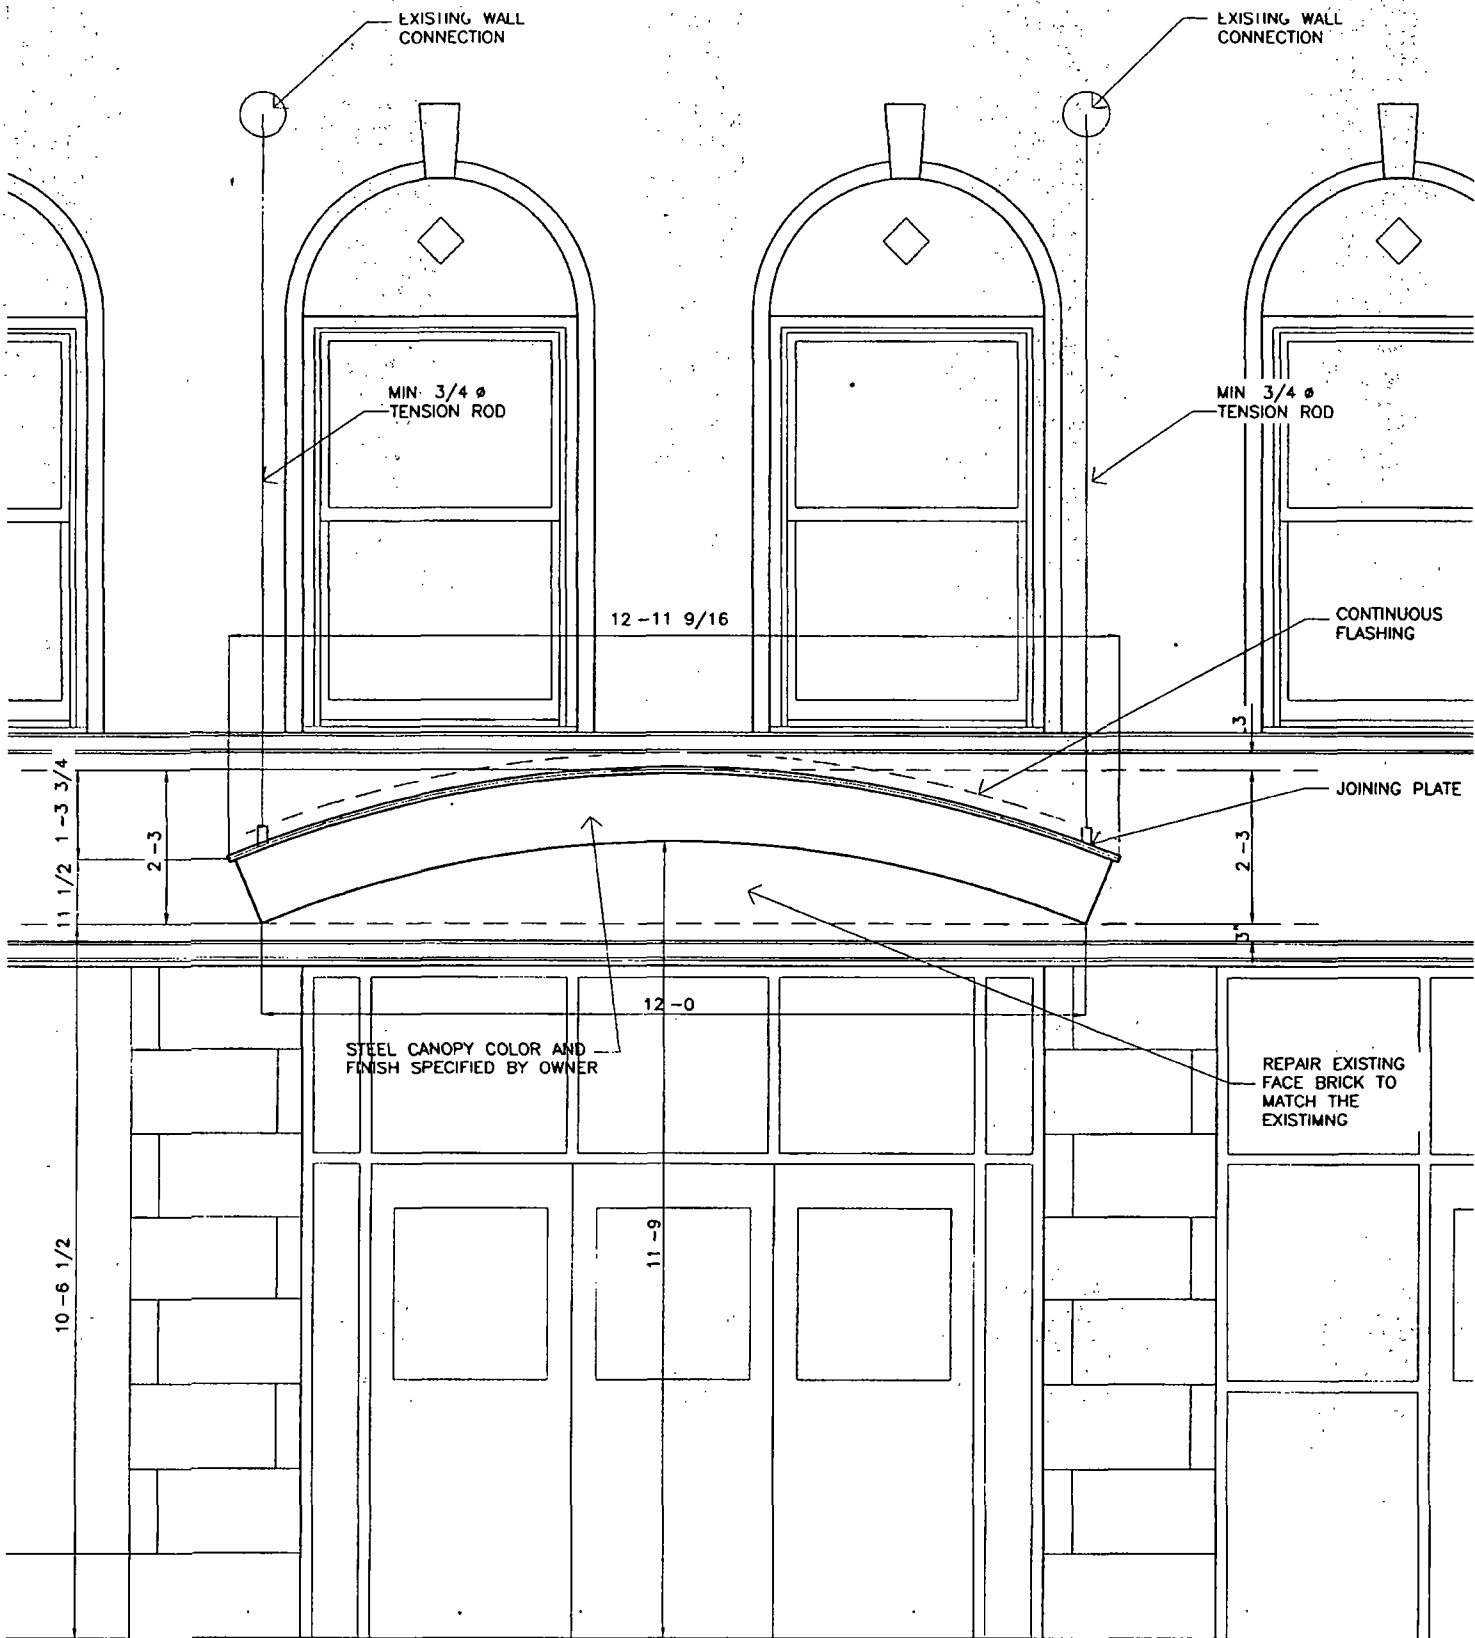 EXISTING WALL
CONNECTION
EXISTING WALL
CONNECTION
MIN 3/4 ø
TENSION ROD
MIN 3/4 ø
TENSION ROD
12-11 9/16
CONTINUOUS
FLASHING
3
1-3 3/4
2-3
11 1/2
JOINING PLATE
2-3
3"
12-0
STEEL CANOPY COLOR AND
FINISH SPECIFIED BY OWNER
REPAIR EXISTING
FACE BRICK TO
MATCH THE
EXISTIMNG
11-9
10-6 1/2